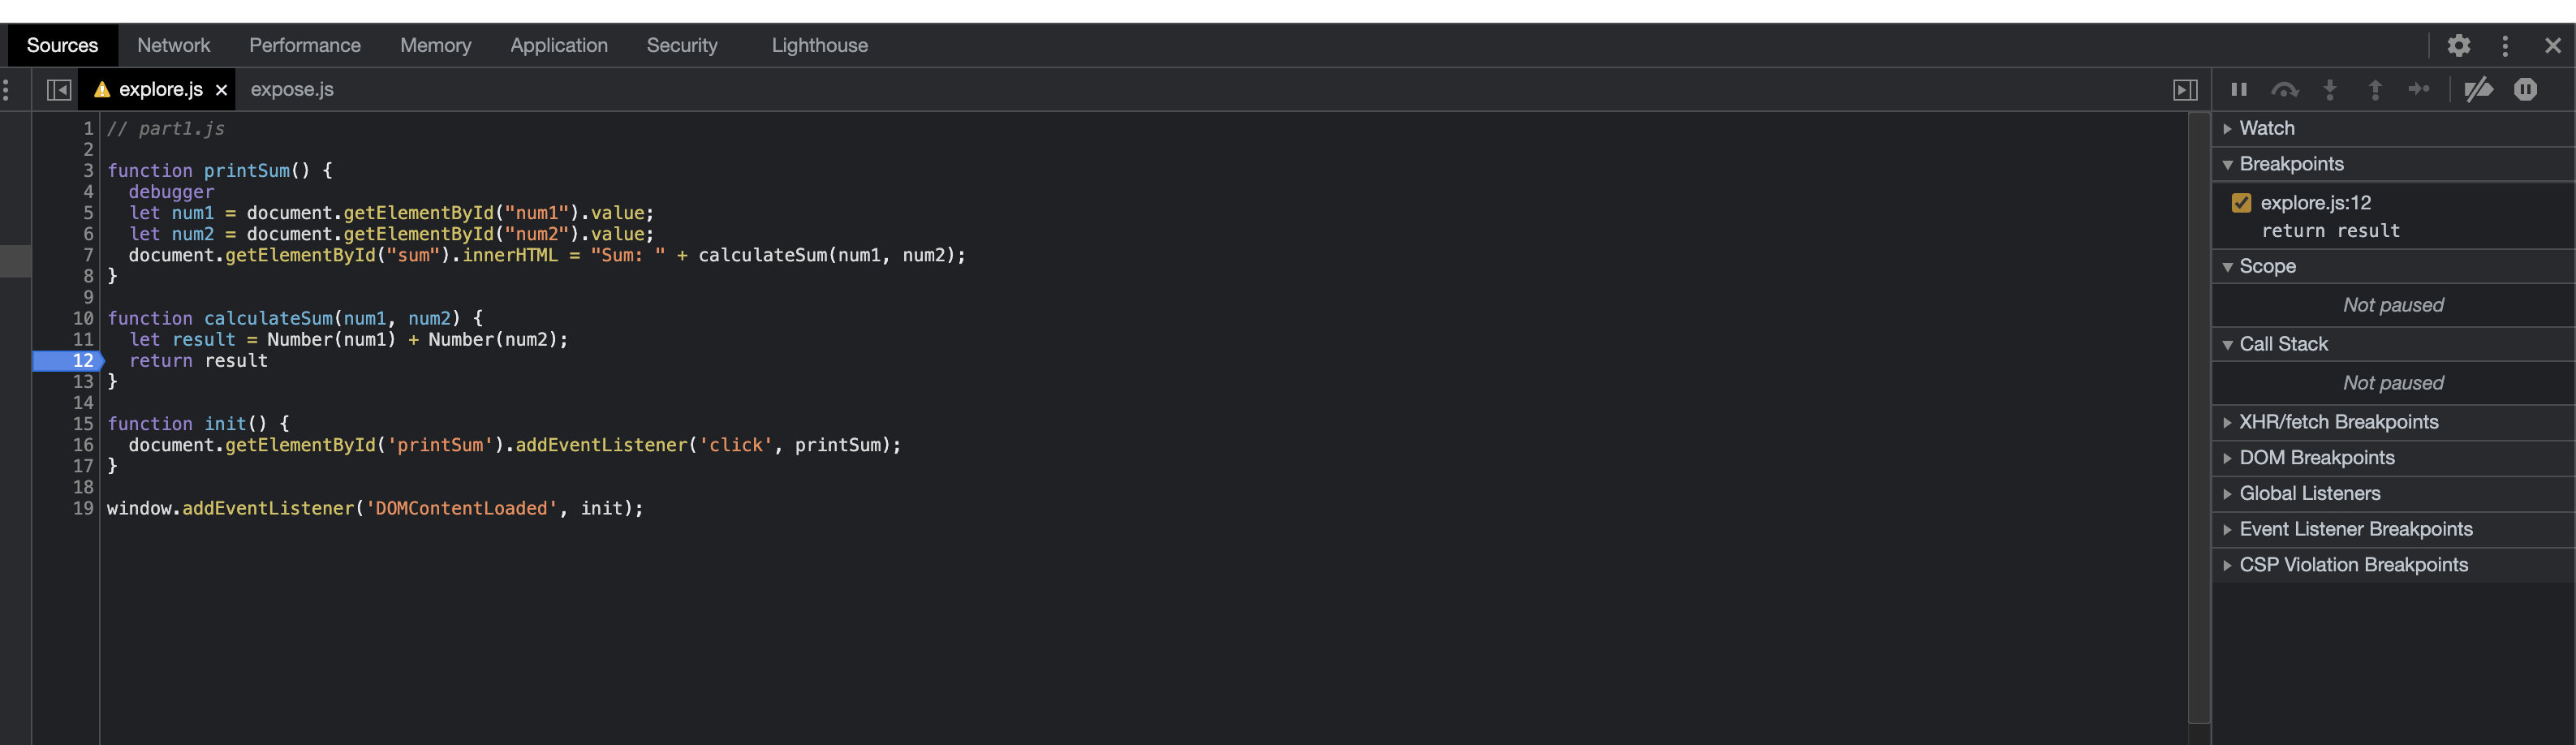 Sources Network Performance Memory Application Security Lighthouse
explore.js expose.js
1 // part1.js
2
3 function printSum() {
4   debugger
5   let num1 = document.getElementById("num1").value;
6   let num2 = document.getElementById("num2").value;
7   document.getElementById("sum").innerHTML = "Sum: " + calculateSum(num1, num2);
8 }
9
10 function calculateSum(num1, num2) {
11   let result = Number(num1) + Number(num2);
12   return result
13 }
14
15 function init() {
16   document.getElementById('printSum').addEventListener('click', printSum);
17 }
18
19 window.addEventListener('DOMContentLoaded', init);
Watch
Breakpoints
explore.js:12
return result
Scope
Not paused
Call Stack
Not paused
XHR/fetch Breakpoints
DOM Breakpoints
Global Listeners
Event Listener Breakpoints
CSP Violation Breakpoints